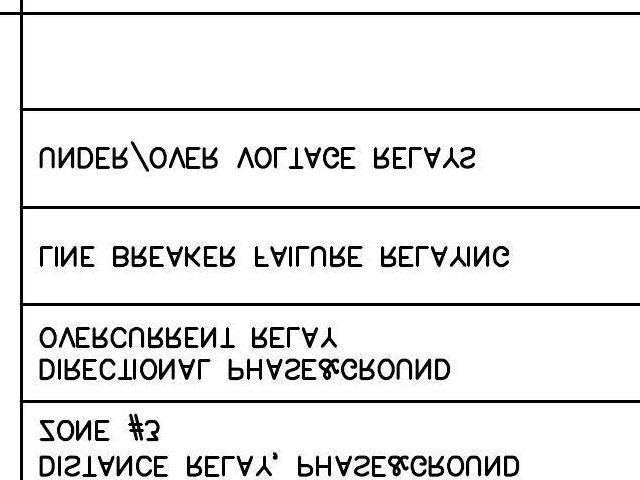 DISTANCE RELAY, PHASE&GROUND
ZONE #3
DIRECTIONAL PHASE&GROUND
OVERCURRENT RELAY
LINE BREAKER FAILURE RELAYING
UNDER/OVER VOLTAGE RELAYS